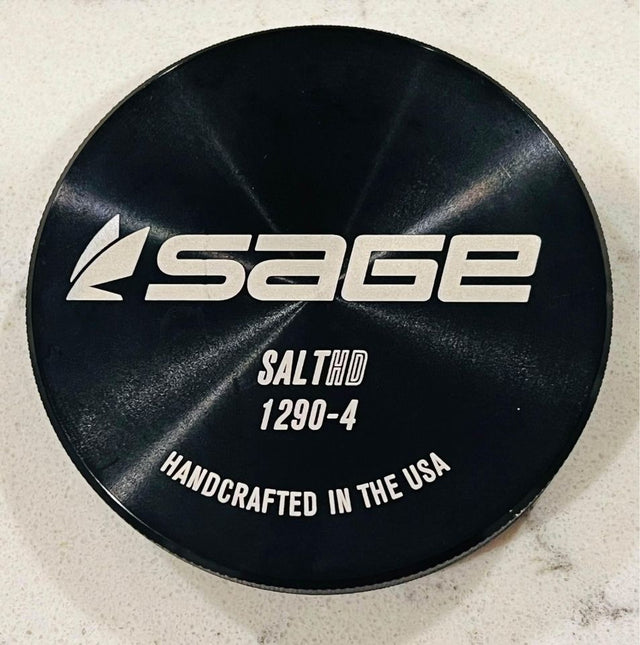 SAGE
SALTHD
1290-4
HANDCRAFTED IN THE USA